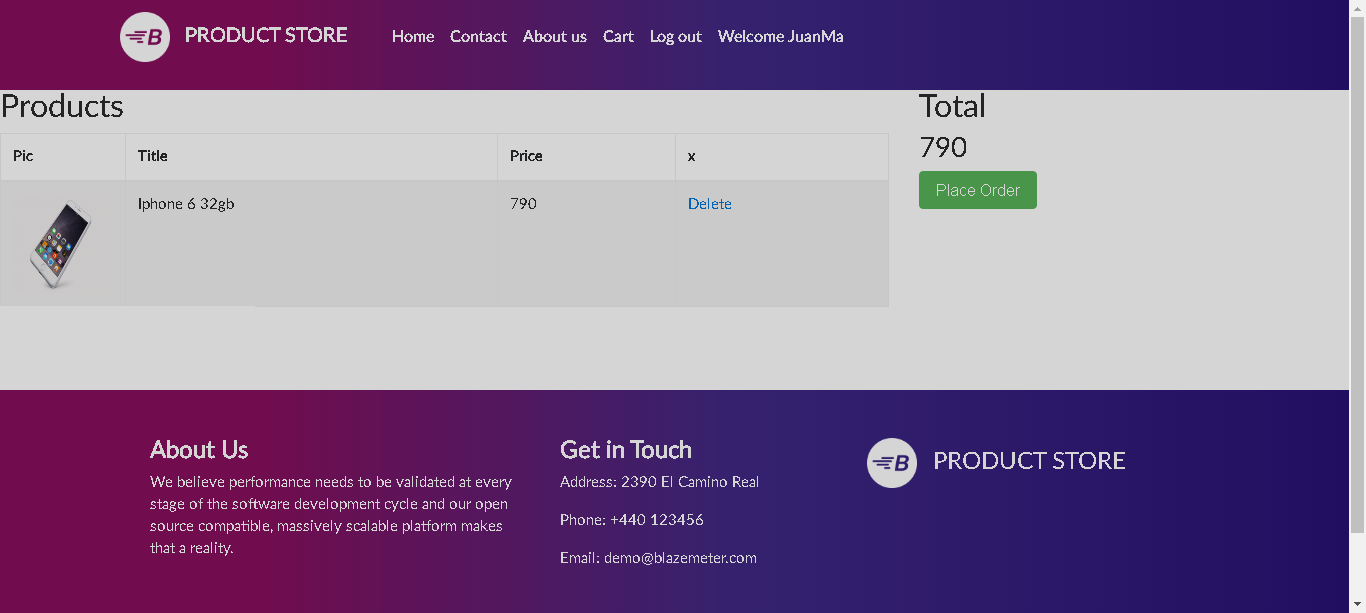 B PRODUCT STORE Home Contact About us Cart Log out Welcome JuanMa
Products
Pic Title Price x
Iphone 6 32gb 790 Delete
Total
790
Place Order
About Us
We believe performance needs to be validated at every
stage of the software development cycle and our open
source compatible, massively scalable platform makes
that a reality.
Get in Touch
Address: 2390 El Camino Real
Phone: +440 123456
Email: demo@blazemeter.com
B PRODUCT STORE